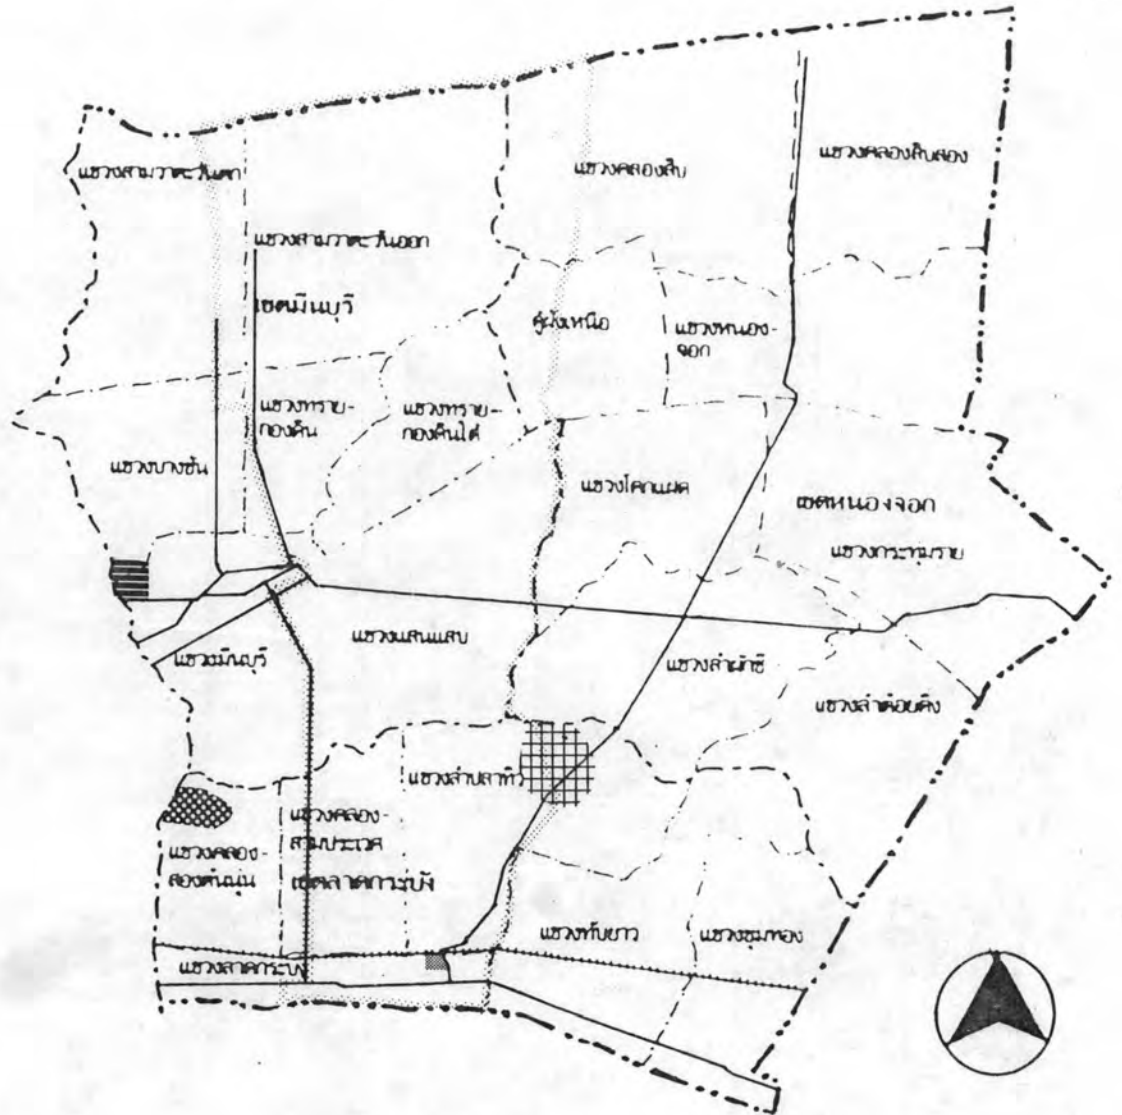 แขวงคลองสิบสอง
แขวงคลองสิบ
แขวงสามวาตะวันตก
แขวงสามวาตะวันออก
เขตมีนบุรี
คู้ฝั่งเหนือ
แขวงหนอง-
จอก
แขวงทราย-
กองดิน
แขวงทราย-
กองดินใต้
แขวงบางชัน
แขวงโคกแฝด
เขตหนองจอก
แขวงกระทุ่มราย
แขวงแสนแสบ
แขวงมีนบุรี
แขวงลำผักชี
แขวงลำต้อยติ่ง
แขวงลำปลาทิว
แขวงคลอง-
สามประเวศ
แขวงคลอง-
สองต้นนุ่น
เขตลาดกระบัง
แขวงทับยาว
แขวงขุมทอง
แขวงลาดกระบัง